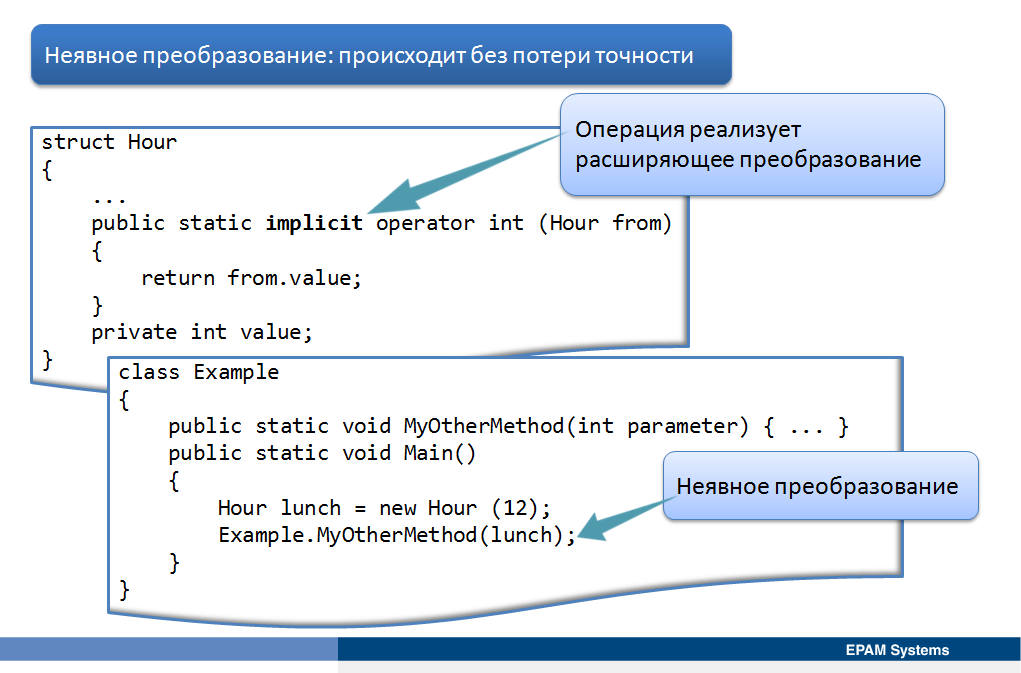 Неявное преобразование: происходит без потери точности
Операция реализует
расширяющее преобразование
struct Hour
{
...
public static implicit operator int (Hour from)
{
return from.value;
}
private int value;
}
class Example
{
public static void MyOtherMethod(int parameter) { ... }
public static void Main()
{
Hour lunch = new Hour (12);
Example.MyOtherMethod(lunch);
}
}
Неявное преобразование
EPAM Systems